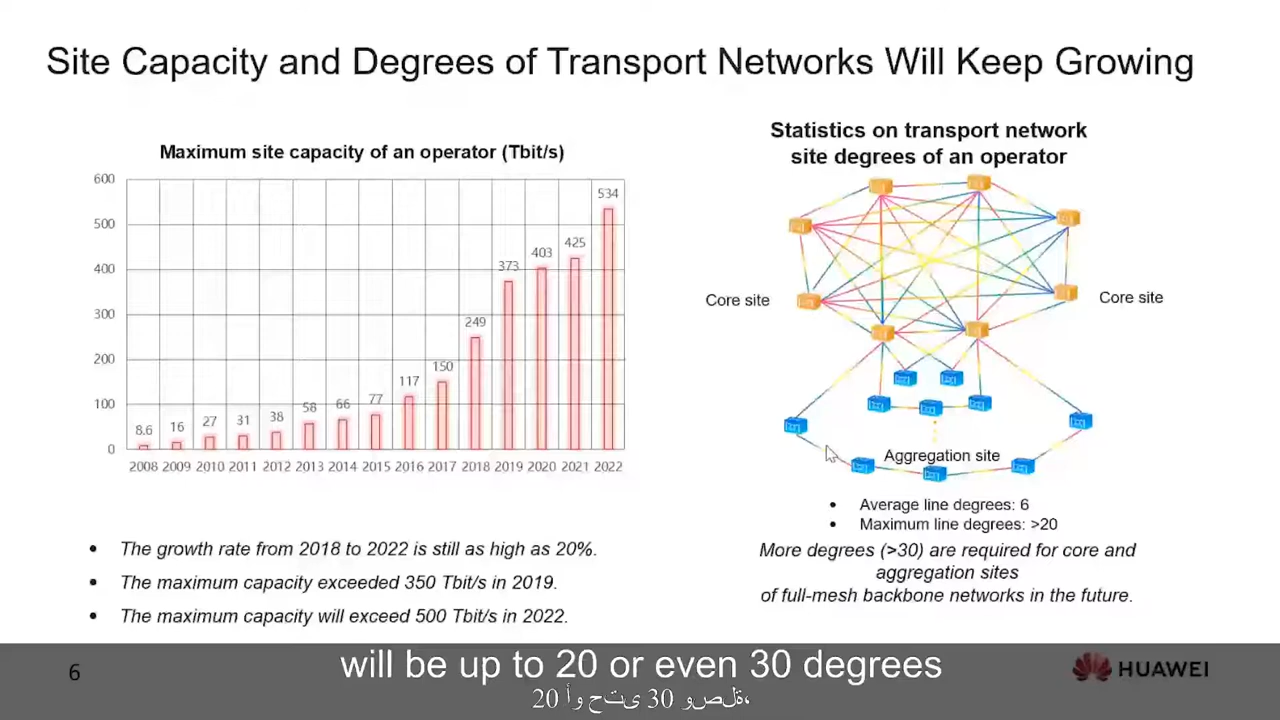 Site Capacity and Degrees of Transport Networks Will Keep Growing
Maximum site capacity of an operator (Tbit/s)
600
500
400
300
200
100
0
8.6
16
27
31
38
58
66
77
117
150
249
373
403
425
534
2008 2009 2010 2011 2012 2013 2014 2015 2016 2017 2018 2019 2020 2021 2022
• The growth rate from 2018 to 2022 is still as high as 20%.
• The maximum capacity exceeded 350 Tbit/s in 2019.
• The maximum capacity will exceed 500 Tbit/s in 2022.
Statistics on transport network
site degrees of an operator
Core site
Core site
Aggregation site
• Average line degrees: 6
• Maximum line degrees: >20
More degrees (>30) are required for core and
aggregation sites
of full-mesh backbone networks in the future.
6
will be up to 20 or even 30 degrees
20 أو حتى 30 وصلة،
HUAWEI